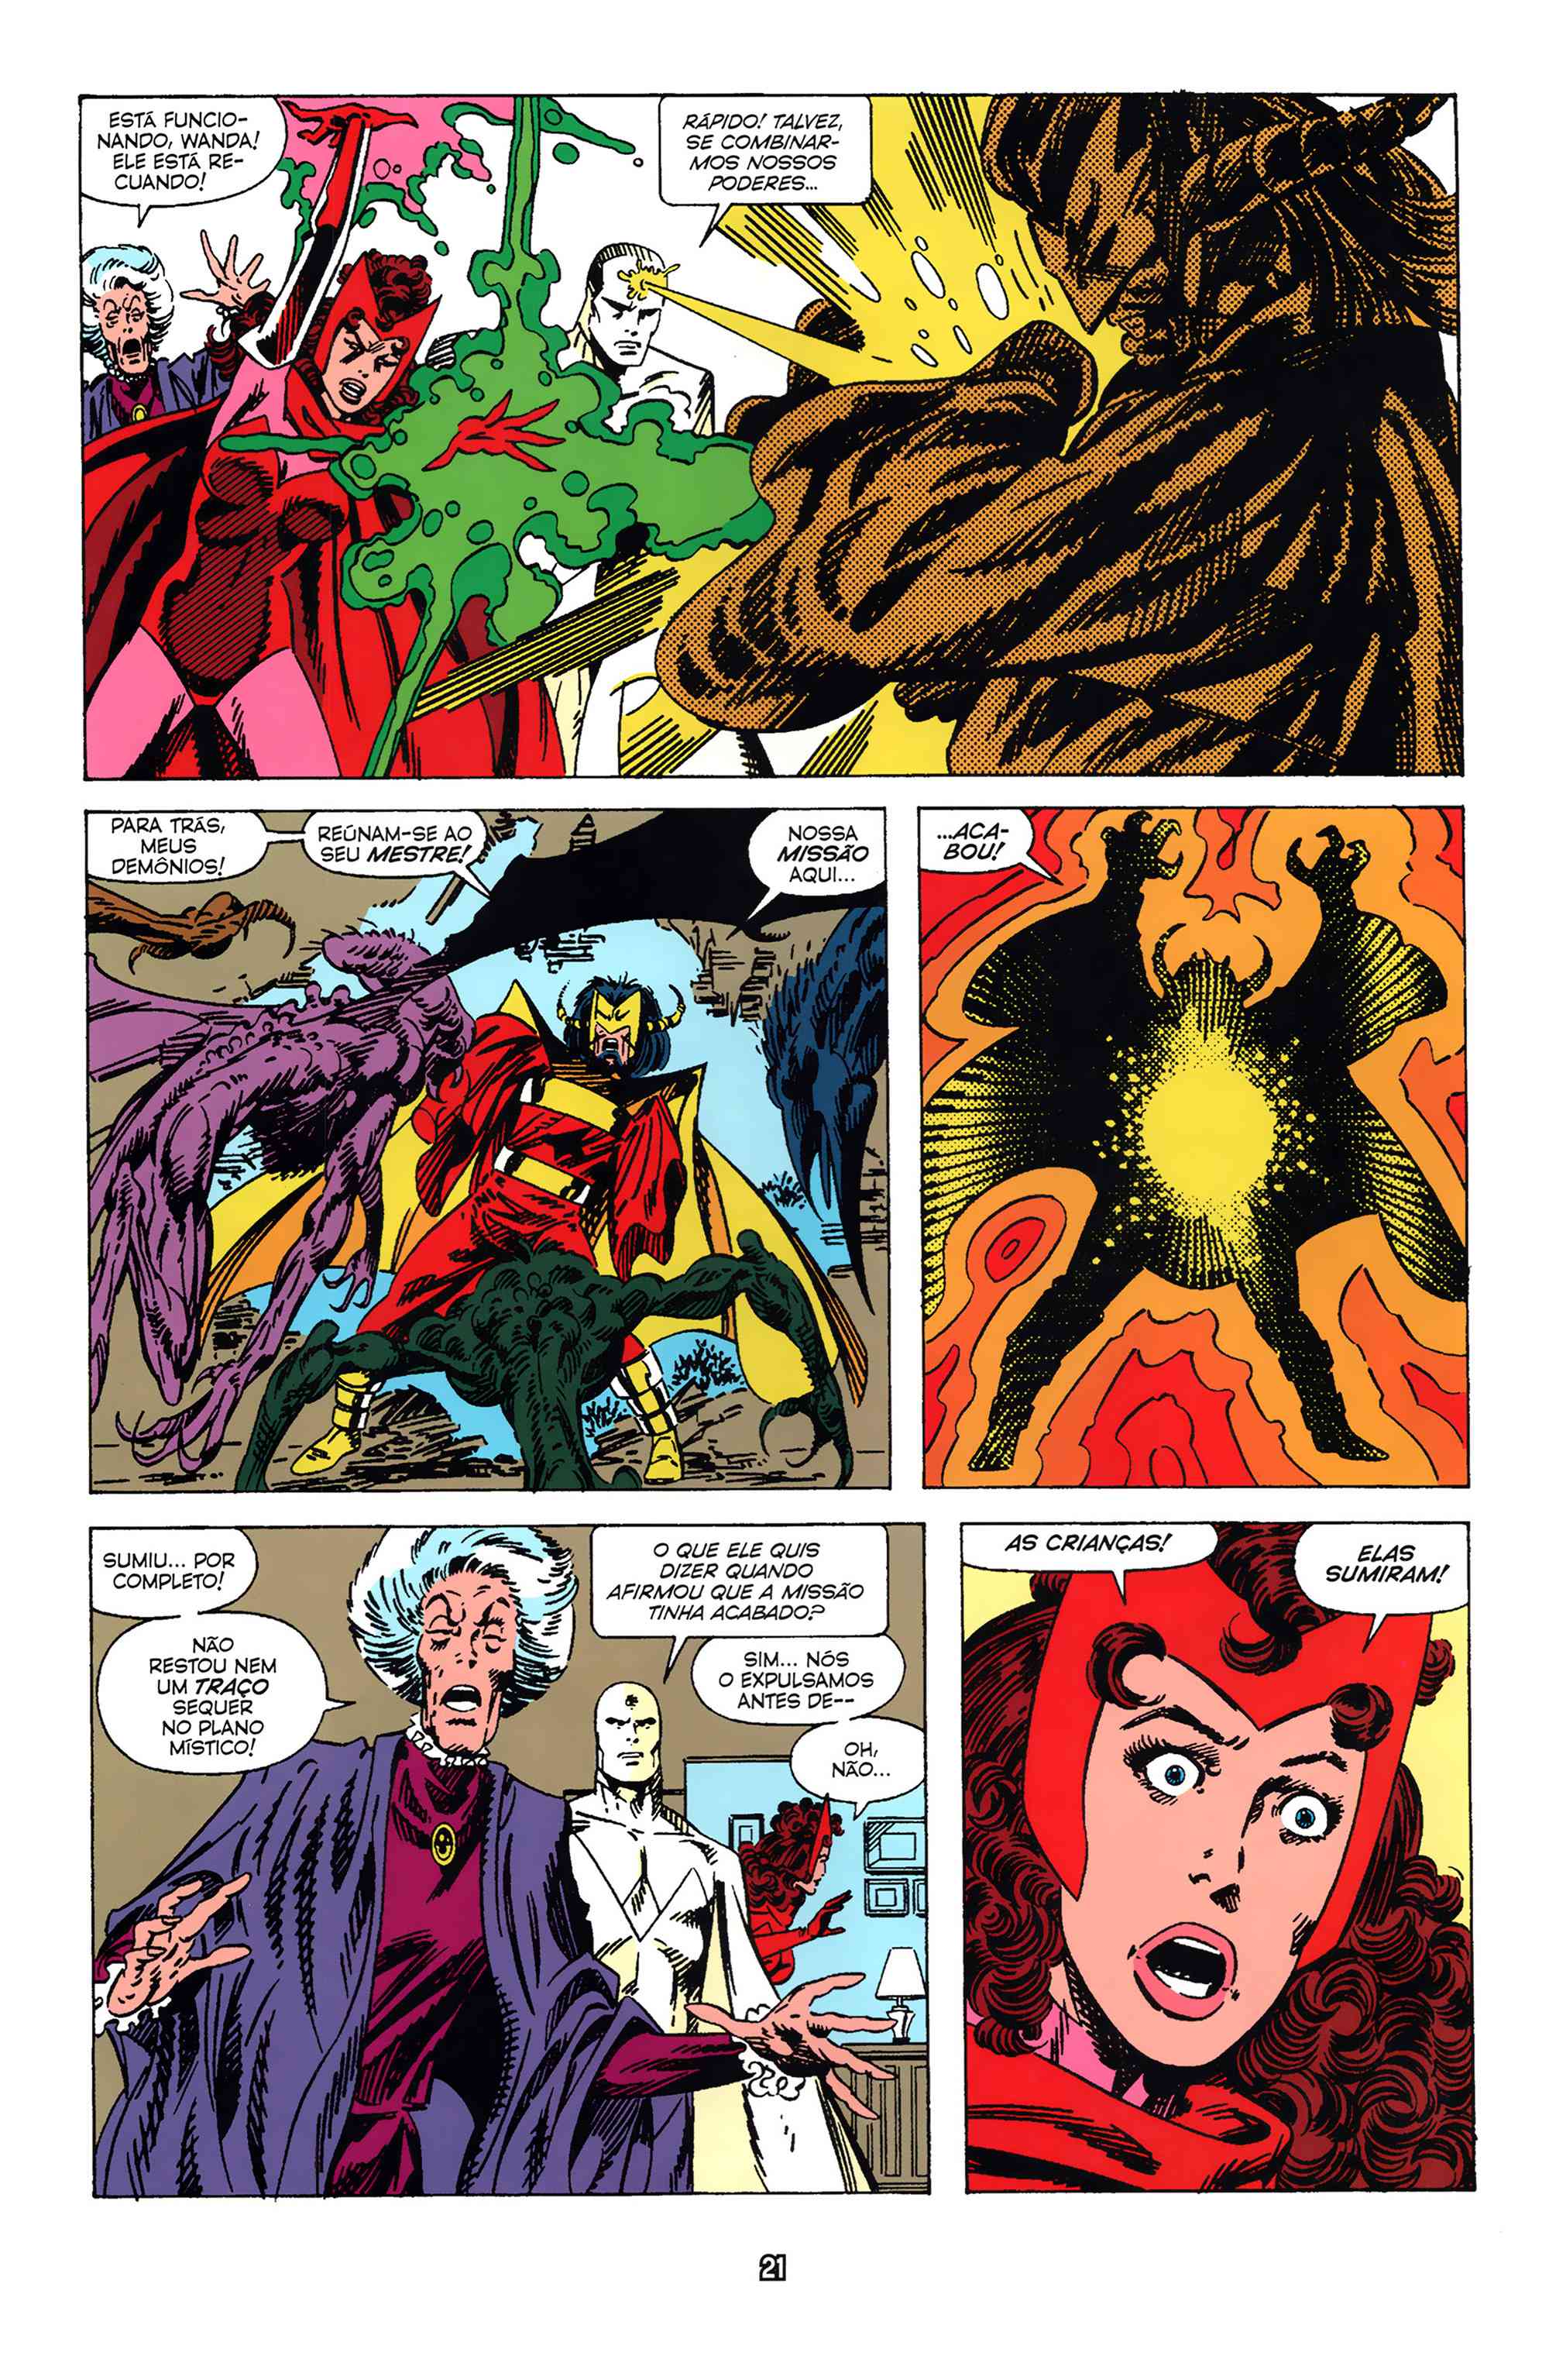 ESTÁ FUNCIO-
NANDO, WANDA!
ELE ESTÁ RE-
CUANDO!
RÁPIDO! TALVEZ,
SE COMBINAR-
MOS NOSSOS
PODERES...
PARA TRÁS,
MEUS
DEMÔNIOS!
REÚNAM-SE AO
SEU MESTRE!
NOSSA
MISSÃO
AQUI...
...ACA-
BOU!
SUMIU... POR
COMPLETO!
NÃO
RESTOU NEM
UM TRAÇO
SEQUER
NO PLANO
MÍSTICO!
O QUE ELE QUIS
DIZER QUANDO
AFIRMOU QUE A MISSÃO
TINHA ACABADO?
SIM... NÓS
O EXPULSAMOS
ANTES DE--
OH,
NÃO...
AS CRIANÇAS!
ELAS
SUMIRAM!
21